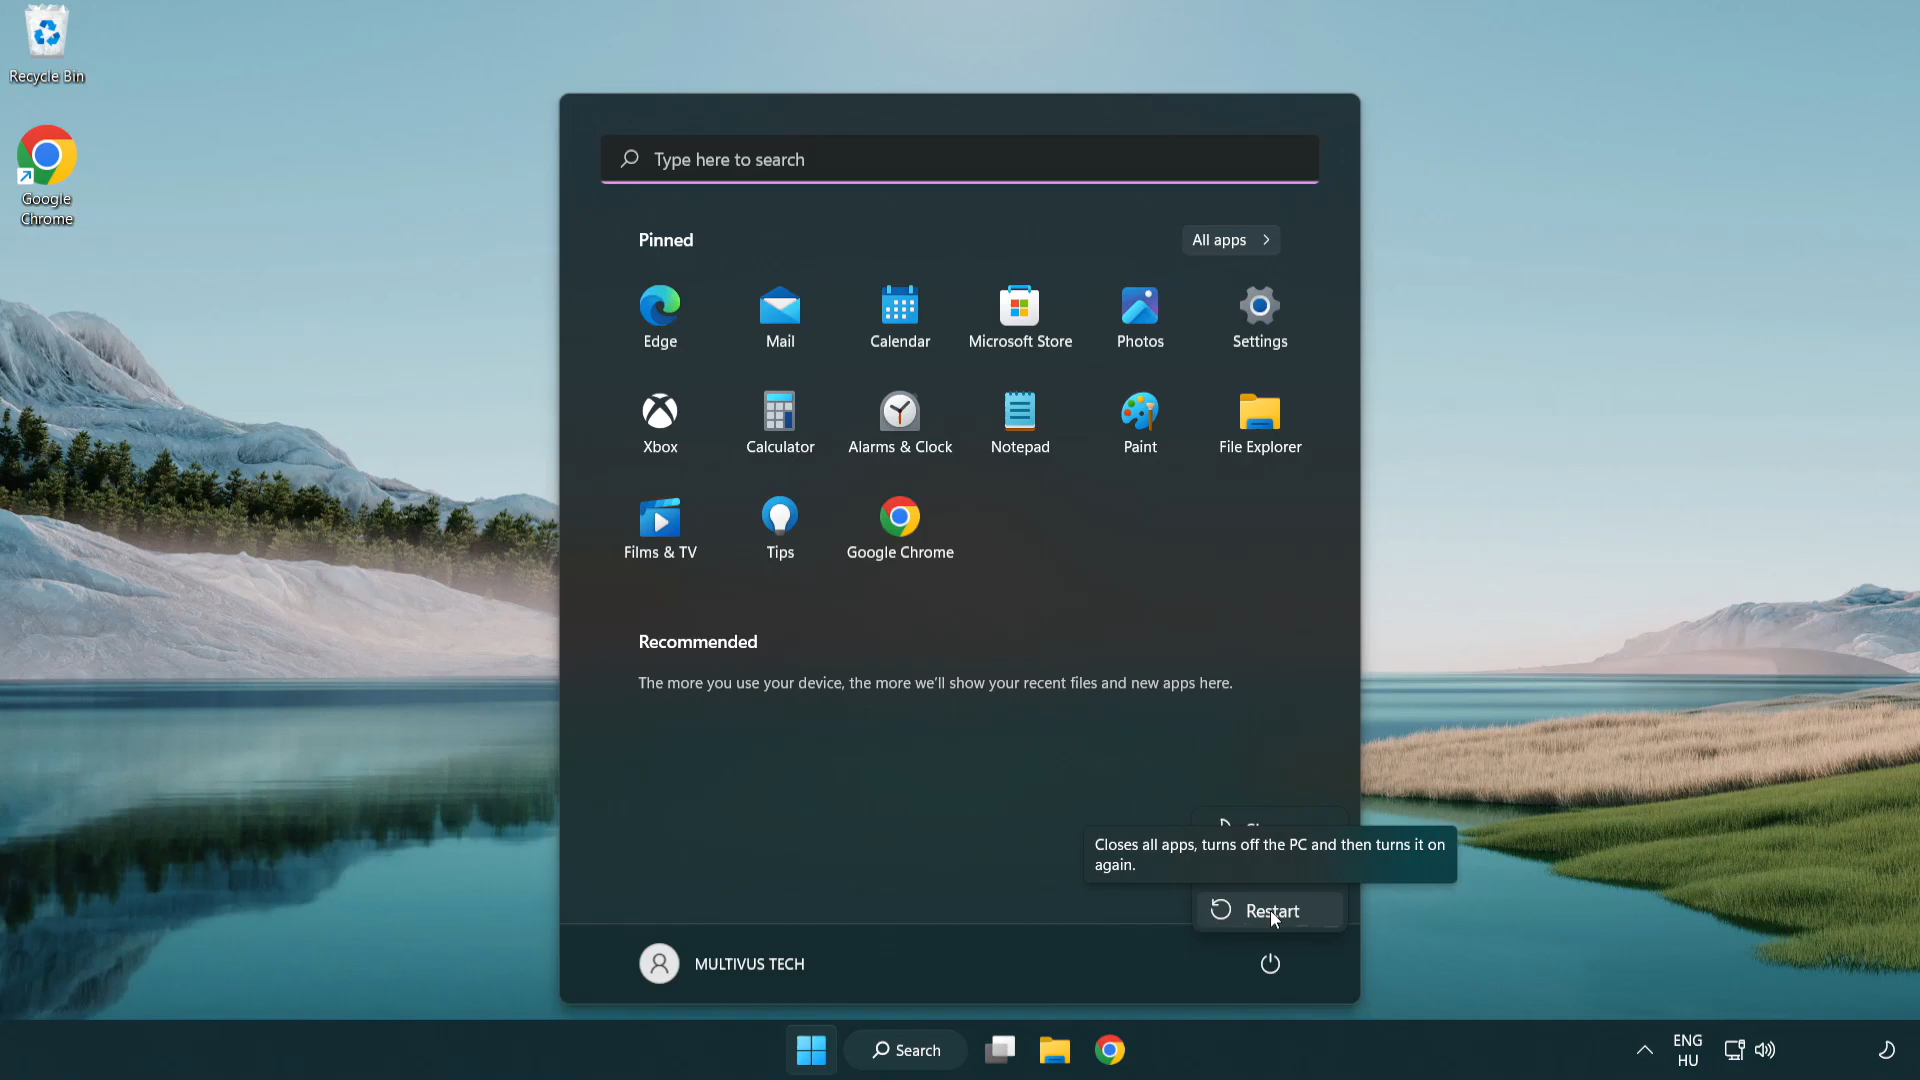 Recycle Bin
Google
Chrome
Type here to search
Pinned
All apps
Edge
Mail
Calendar
Microsoft Store
Photos
Settings
Xbox
Calculator
Alarms & Clock
Notepad
Paint
File Explorer
Films & TV
Tips
Google Chrome
Recommended
The more you use your device, the more we'll show your recent files and new apps here.
Closes all apps, turns off the PC and then turns it on
again.
Restart
MULTIVUS TECH
Search
ENG
HU